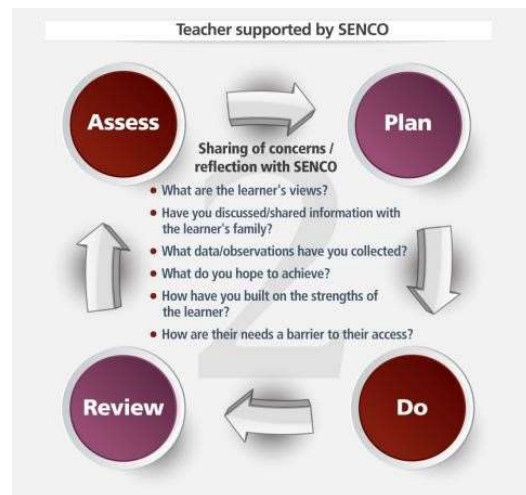 Teacher supported by SENCO
Assess
Plan
Sharing of concerns /
reflection with SENCO
• What are the learner's views?
• Have you discussed/shared information with
the learner's family?
• What data/observations have you collected?
• What do you hope to achieve?
• How have you built on the strengths of
the learner?
• How are their needs a barrier to their access?
2
Review
Do